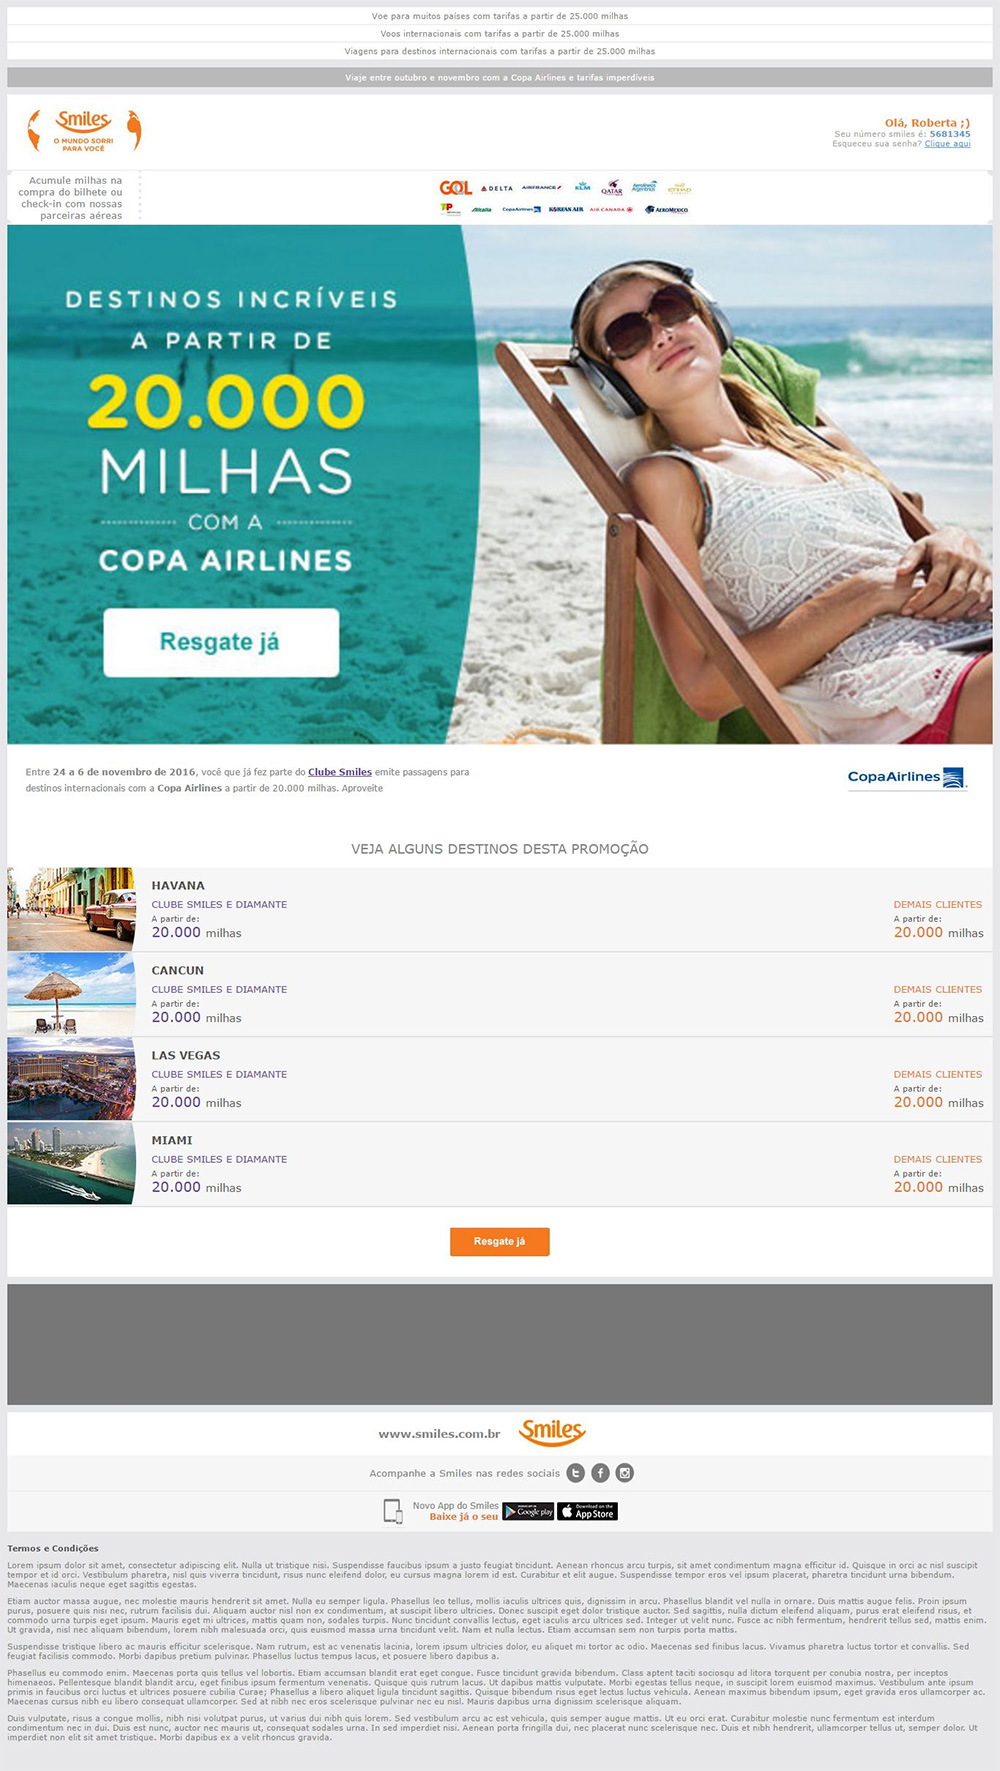 Voe para muitos países com tarifas a partir de 25.000 milhas
Voos internacionais com tarifas a partir de 25.000 milhas
Viagens para destinos internacionais com tarifas a partir de 25.000 milhas
Viaje entre outubro e novembro com a Copa Airlines e tarifas imperdíveis
Smiles
O MUNDO SORRI
PARA VOCÊ
Olá, Roberta ;)
Seu número smiles é: 5681345
Esqueceu sua senha? Clique aqui
Acumule milhas na
compra do bilhete ou
check-in com nossas
parceiras aéreas
GOL DELTA AIRFRANCE KLM QATAR Aerolíneas Argentinas ETIHAD
TP Alitalia CopaAirlines KOREAN AIR AIR CANADA AEROMEXICO
DESTINOS INCRÍVEIS
A PARTIR DE
20.000
MILHAS
COM A
COPA AIRLINES
Resgate já
Entre 24 a 6 de novembro de 2016, você que já fez parte do Clube Smiles emite passagens para
destinos internacionais com a Copa Airlines a partir de 20.000 milhas. Aproveite
CopaAirlines
VEJA ALGUNS DESTINOS DESTA PROMOÇÃO
HAVANA
CLUBE SMILES E DIAMANTE
A partir de:
20.000 milhas
DEMAIS CLIENTES
A partir de:
20.000 milhas
CANCUN
CLUBE SMILES E DIAMANTE
A partir de:
20.000 milhas
DEMAIS CLIENTES
A partir de:
20.000 milhas
LAS VEGAS
CLUBE SMILES E DIAMANTE
A partir de:
20.000 milhas
DEMAIS CLIENTES
A partir de:
20.000 milhas
MIAMI
CLUBE SMILES E DIAMANTE
A partir de:
20.000 milhas
DEMAIS CLIENTES
A partir de:
20.000 milhas
Resgate já
www.smiles.com.br Smiles
Acompanhe a Smiles nas redes sociais
Novo App do Smiles
Baixe já o seu
Google play
Download on the
App Store
Termos e Condições
Lorem ipsum dolor sit amet, consectetur adipiscing elit. Nulla ut tristique nisi. Suspendisse faucibus ipsum a justo feugiat tincidunt. Aenean rhoncus arcu turpis, sit amet condimentum magna efficitur id. Quisque in orci ac nisl suscipit
tempor et id orci. Vestibulum pharetra, nisl quis viverra tincidunt, risus nunc eleifend dolor, eu cursus magna lorem id est. Curabitur et elit augue. Suspendisse tempor eros vel ipsum placerat, pharetra tincidunt urna bibendum.
Maecenas iaculis neque eget sagittis egestas.
Etiam auctor massa augue, nec molestie mauris hendrerit sit amet. Nulla eu semper ligula. Phasellus leo tellus, mollis iaculis ultrices quis, dignissim in arcu. Phasellus blandit vel nulla in ornare. Duis mattis augue felis. Proin ipsum
purus, posuere quis nisi nec, rutrum facilisis dui. Aliquam auctor nisl non ex condimentum, at suscipit libero ultricies. Donec suscipit eget dolor tristique auctor. Sed sagittis, nulla dictum eleifend aliquam, purus erat eleifend risus, et
commodo urna turpis eget ipsum. Mauris eget mi ultrices, mattis quam non, sodales turpis. Nunc tincidunt convallis lectus, eget iaculis arcu ultrices sed. Integer ut velit nunc. Fusce ac nibh fermentum, hendrerit tellus sed, mattis enim.
Ut gravida, nisl nec aliquam bibendum, lorem nibh malesuada orci, quis euismod massa urna tincidunt velit. Nam et nulla lectus. Etiam accumsan sem non turpis porta mattis.
Suspendisse tristique libero ac mauris efficitur scelerisque. Nam rutrum, est ac venenatis lacinia, lorem ipsum ultricies dolor, eu aliquet mi tortor ac odio. Maecenas sed finibus lacus. Vivamus pharetra luctus tortor et convallis. Sed
feugiat facilisis commodo. Morbi dapibus pretium pulvinar. Phasellus luctus tempus lacus, et posuere libero dapibus a.
Phasellus eu commodo enim. Maecenas porta quis tellus vel lobortis. Etiam accumsan blandit erat eget congue. Fusce tincidunt gravida bibendum. Class aptent taciti sociosqu ad litora torquent per conubia nostra, per inceptos
himenaeos. Pellentesque blandit blandit arcu, eget finibus ipsum fermentum venenatis. Quisque quis rutrum lacus. Ut dapibus mattis vulputate. Morbi egestas tellus neque, in suscipit lorem euismod maximus. Vestibulum ante ipsum
primis in faucibus orci luctus et ultrices posuere cubilia Curae; Phasellus a libero aliquet ligula tincidunt sagittis. Quisque bibendum risus eget lectus luctus vehicula. Aenean maximus bibendum ipsum, eget gravida eros ullamcorper ac.
Maecenas cursus nibh eu libero consequat ullamcorper. Sed at nibh nec eros scelerisque pulvinar nec eu nisl. Mauris dapibus urna dignissim scelerisque aliquam.
Duis vulputate, risus a congue mollis, nibh nisi volutpat purus, ut varius dui nibh quis lorem. Sed vestibulum arcu ac est vehicula, quis semper augue mattis. Ut eu orci erat. Curabitur molestie nunc fermentum est interdum
condimentum nec in dui. Duis est nunc, auctor nec mauris ut, consequat sodales urna. In sed imperdiet nisi. Aenean porta fringilla dui, nec placerat nunc scelerisque nec. Duis et nibh hendrerit, ullamcorper tellus ut, semper dolor. Ut
imperdiet non elit sit amet tristique. Morbi dapibus ex a velit rhoncus gravida.